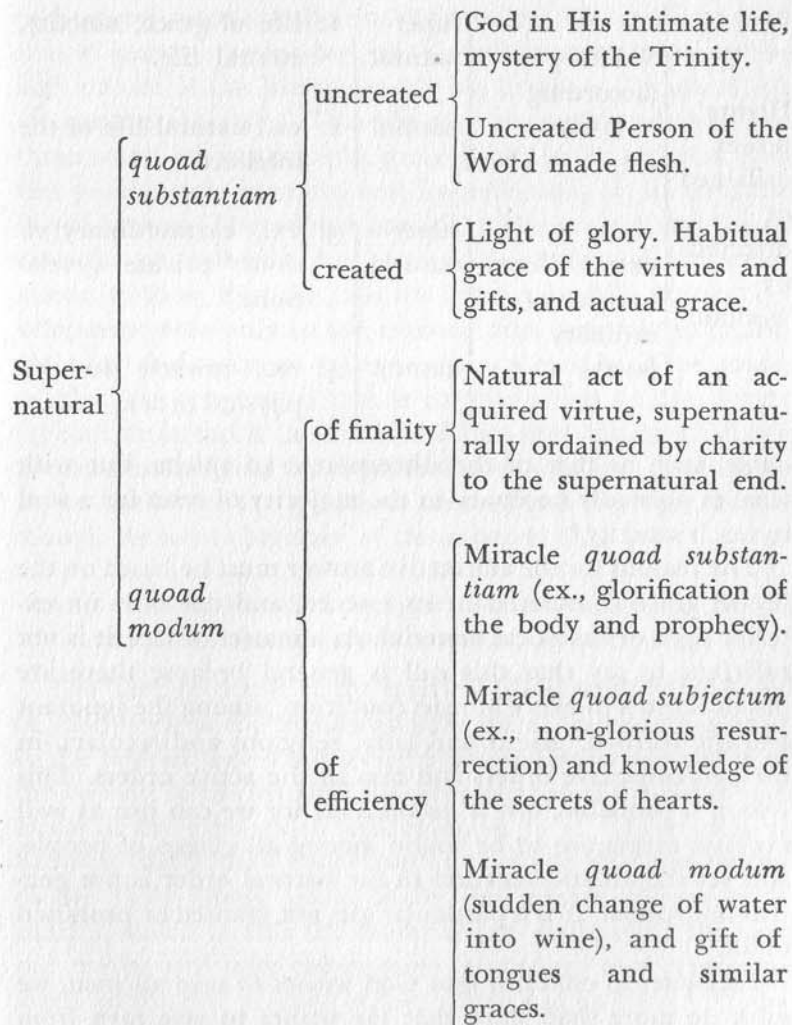 God in His intimate life,
mystery of the Trinity.
uncreated
Uncreated Person of the
Word made flesh.
quoad
substantiam
created
Light of glory. Habitual
grace of the virtues and
gifts, and actual grace.
Super-
natural
of finality
Natural act of an ac-
quired virtue, supernatu-
rally ordained by charity
to the supernatural end.
quoad
modum
Miracle quoad substan-
tiam (ex., glorification of
the body and prophecy).
of
efficiency
Miracle quoad subjectum
(ex., non-glorious resur-
rection) and knowledge of
the secrets of hearts.
Miracle quoad modum
(sudden change of water
into wine), and gift of
tongues and similar
graces.